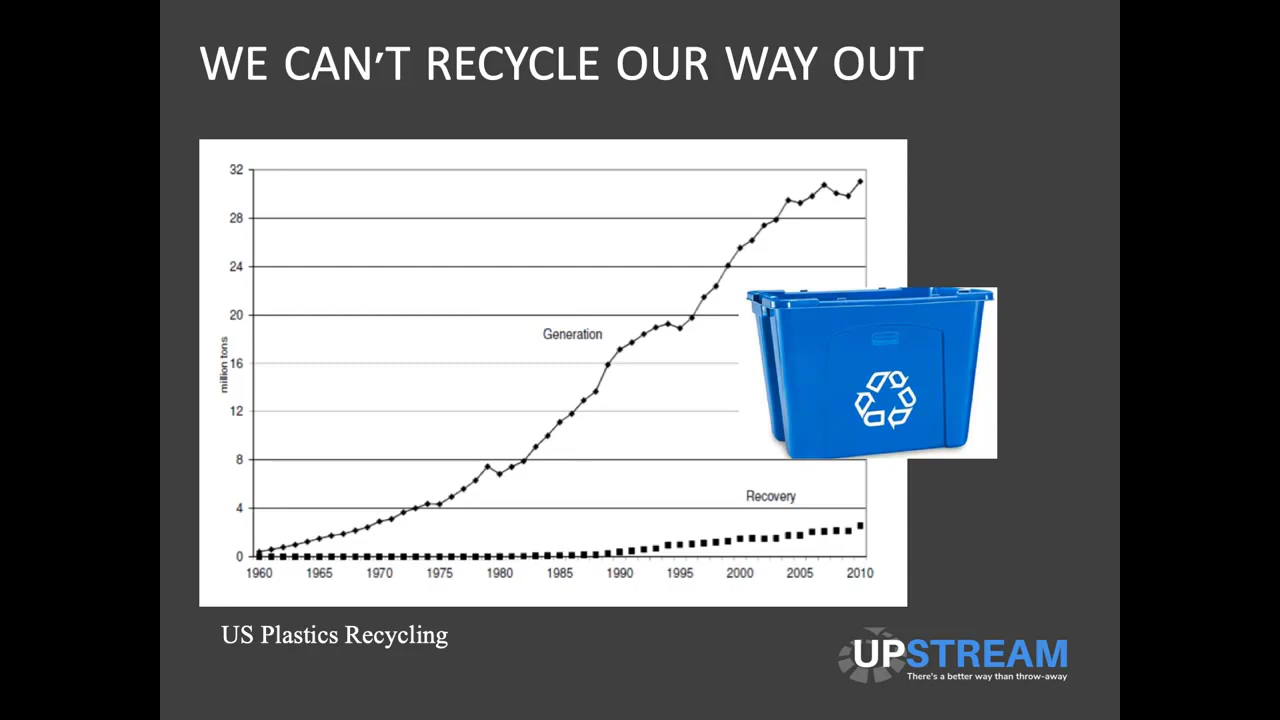 WE CAN'T RECYCLE OUR WAY OUT
32
28
24
20
16
12
8
4
0
million tons
Generation
Recovery
1960 1965 1970 1975 1980 1985 1990 1995 2000 2005 2010
US Plastics Recycling
UPSTREAM
There's a better way than throw-away